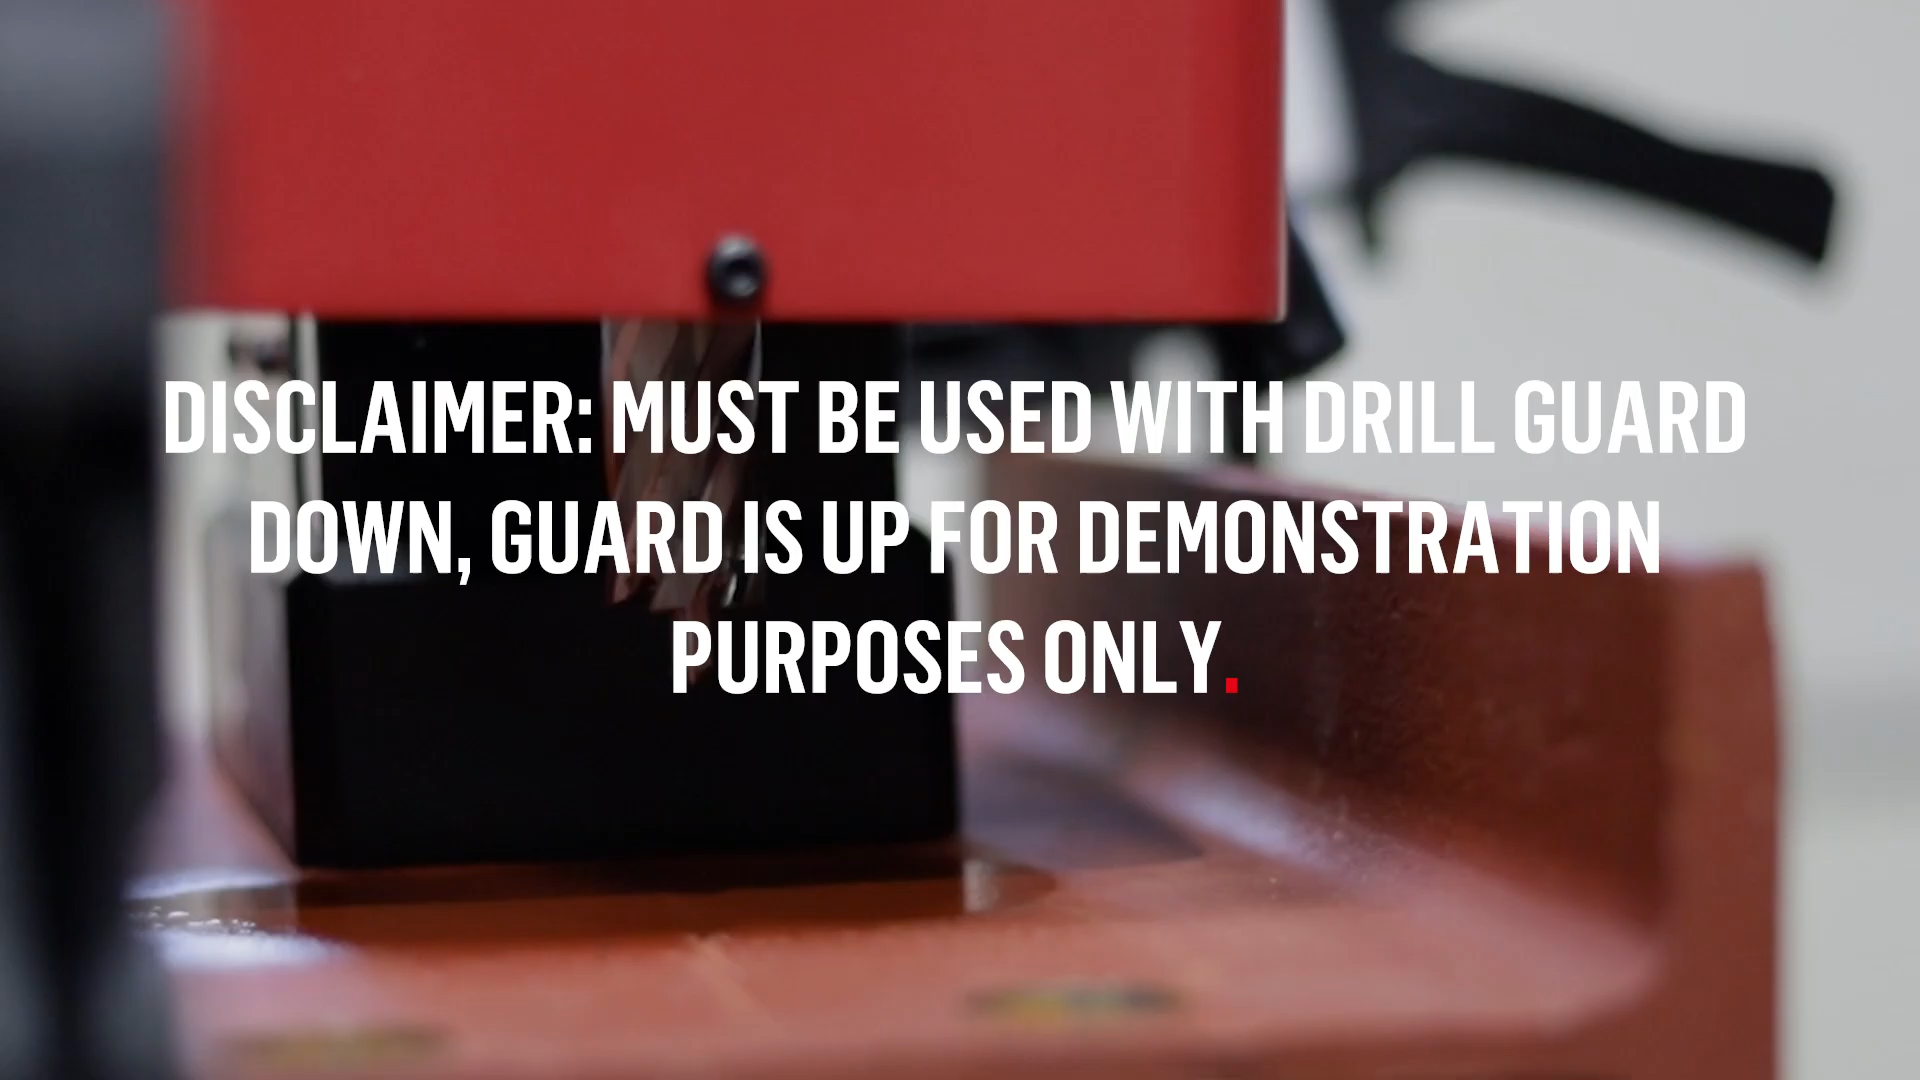 DISCLAIMER: MUST BE USED WITH DRILL GUARD
DOWN, GUARD IS UP FOR DEMONSTRATION
PURPOSES ONLY.